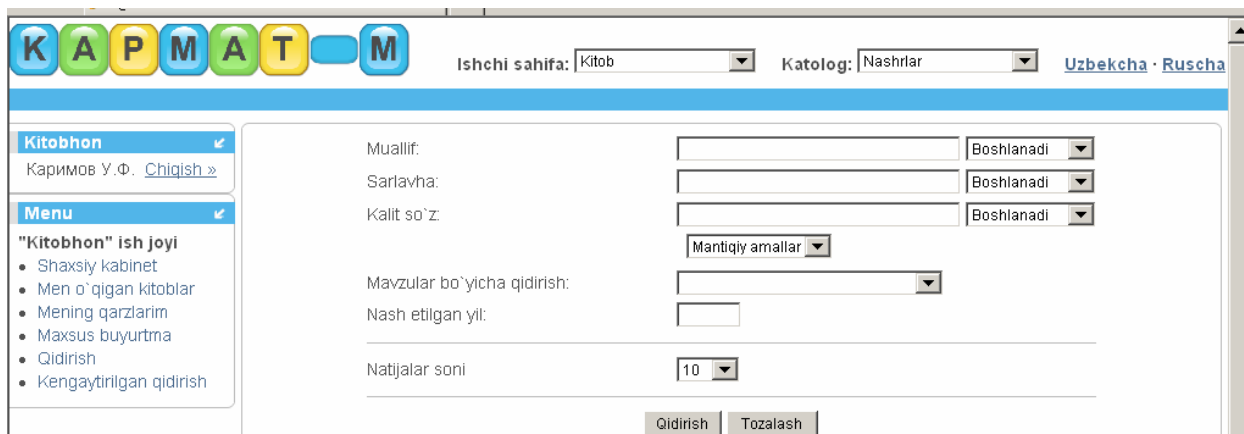 КАРМАТ-М
Ishchi sahifa: Kitob Katolog: Nashrlar Uzbekcha · Ruscha
Kitobhon
Каримов У.Ф. Chiqish »
Menu
"Kitobhon" ish joyi
• Shaxsiy kabinet
• Men o`qigan kitoblar
• Mening qarzlarim
• Maxsus buyurtma
• Qidirish
• Kengaytirilgan qidirish
Muallif: Boshlanadi
Sarlavha: Boshlanadi
Kalit so`z: Boshlanadi
Mantiqiy amallar
Mavzular bo`yicha qidirish:
Nash etilgan yil:
Natijalar soni 10
Qidirish Tozalash